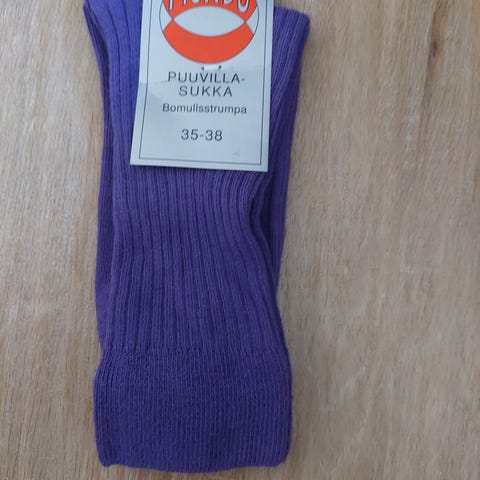 PUUVILLA-
SUKKA
Bomullsstrumpa
35-38